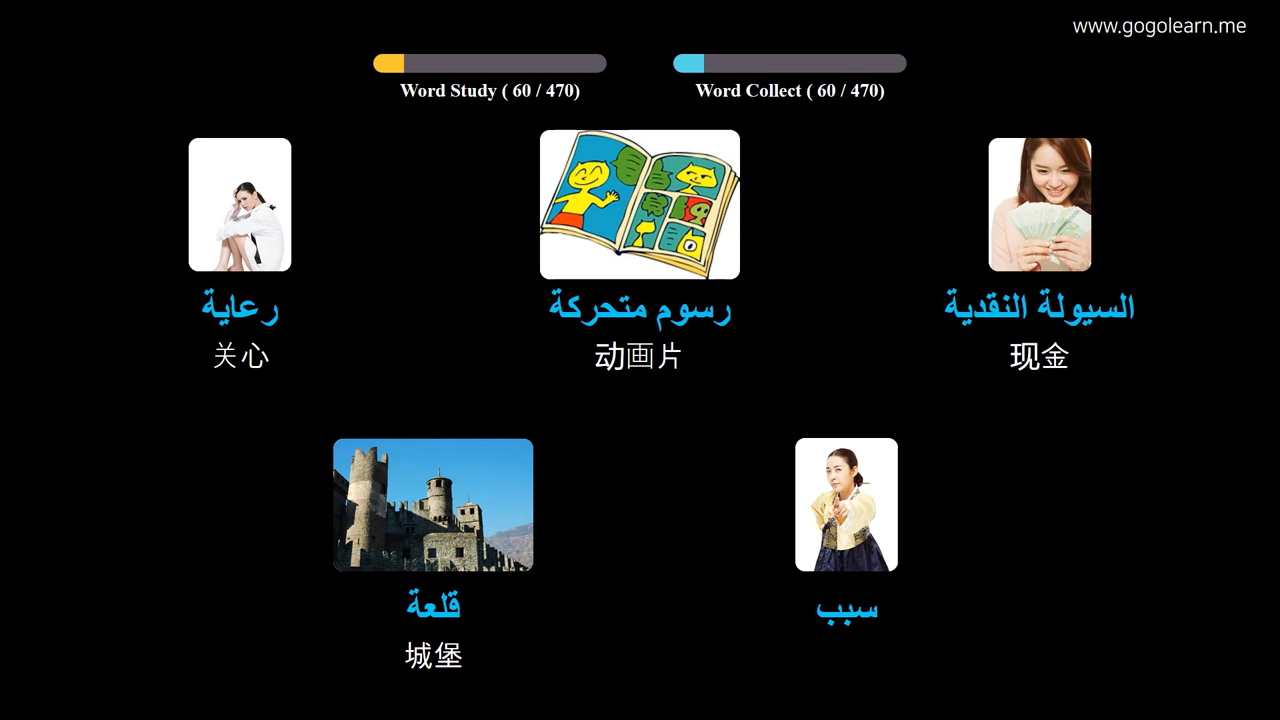 www.gogolearn.me
Word Study ( 60 / 470)
Word Collect ( 60 / 470)
رعاية
关心
رسوم متحركة
动画片
السيولة النقدية
现金
قلعة
城堡
سبب